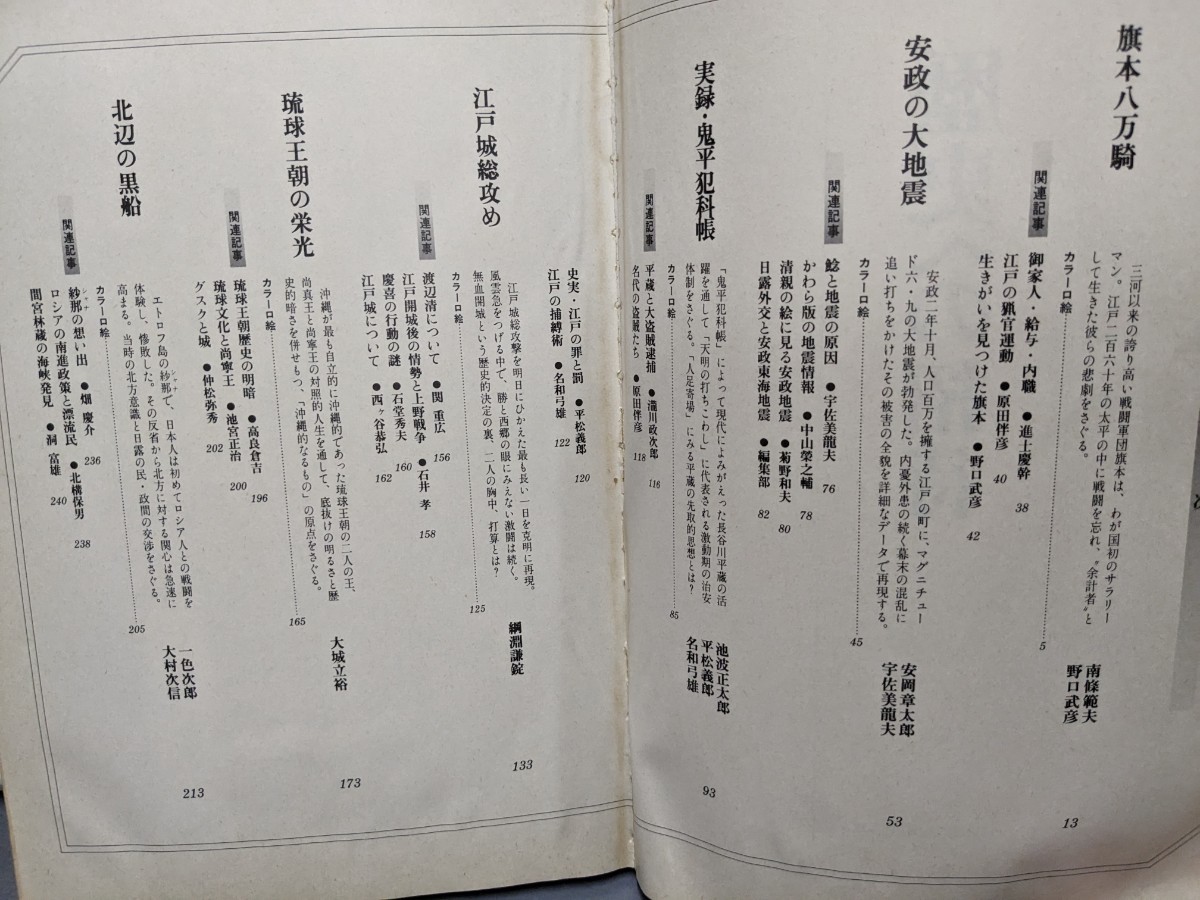 旗本八万騎
三河以来の誇り高い戦闘軍団旗本は、わが国初のサラリー
マン。江戸二百六十年の太平の中に戦闘を忘れ、〝余計者〟と
して生きた彼らの悲劇をさぐる。
カラー口絵 5
南條範夫
野口武彦
13
関連記事
御家人・給与・内職 ●進士慶幹 38
江戸の猟官運動 ●原田伴彦 40
生きがいを見つけた旗本 ●野口武彦 42
安政の大地震
安政二年十月、人口百万を擁する江戸の町に、マグニチュー
ド六・九の大地震が勃発した。内憂外患の続く幕末の混乱に
追い打ちをかけたその被害の全貌を詳細なデータで再現する。
カラー口絵 45
安岡章太郎
宇佐美龍夫
53
関連記事
鯰と地震の原因 ●宇佐美龍夫 76
かわら版の地震情報 ●中山榮之輔 78
清親の絵に見る安政地震 ●菊野和夫 80
日露外交と安政東海地震 ●編集部 82
実録・鬼平犯科帳
「鬼平犯科帳」によって現代によみがえった長谷川平蔵の活
躍を通して「天明の打ちこわし」に代表される激動期の治安
体制をさぐる。「人足寄場」にみる平蔵の先取的思想とは?
カラー口絵 85
池波正太郎
平松義郎
名和弓雄
93
関連記事
平蔵と大盗賊逮捕 ●瀧川政次郎 116
名代の盗賊たち ●原田伴彦 118
史実・江戸の罪と罰 ●平松義郎 120
江戸の捕縛術 ●名和弓雄 122
江戸城総攻め
江戸城総攻撃を明日にひかえた最も長い一日を克明に再現。
風雲急をつげる中で、勝と西郷の眼にみえない激闘は続く。
無血開城という歴史的決定の裏、二人の胸中、打算とは?
カラー口絵 125
綱淵謙錠
133
関連記事
渡辺清について ●関 重広 156
江戸開城後の情勢と上野戦争 ●石井 孝 158
慶喜の行動の謎 ●石堂秀夫 160
江戸城について ●西ヶ谷恭弘 162
琉球王朝の栄光
沖縄が最も自立的に沖縄的であった琉球王朝の二人の王、
尚真王と尚寧王の対照的人生を通して、底抜けの明るさと歴
史的暗さを併せもつ、「沖縄的なるもの」の原点をさぐる。
カラー口絵 165
大城立裕
173
関連記事
琉球王朝歴史の明暗 ●高良倉吉 196
琉球文化と尚寧王 ●池宮正治 200
グスクと城 ●仲松弥秀 202
北辺の黒船
エトロフ島の紗那で、日本人は初めてロシア人との戦闘を
体験し、惨敗した。その反省から北方に対する関心は急速に
高まる。当時の北方意識と日露の民・政間の交渉をさぐる。
カラー口絵 205
一色次郎
大村次信
213
関連記事
紗那の想い出 ●畑 慶介 236
ロシアの南進政策と漂流民 ●北構保男 238
間宮林蔵の海峡発見 ●洞 富雄 240